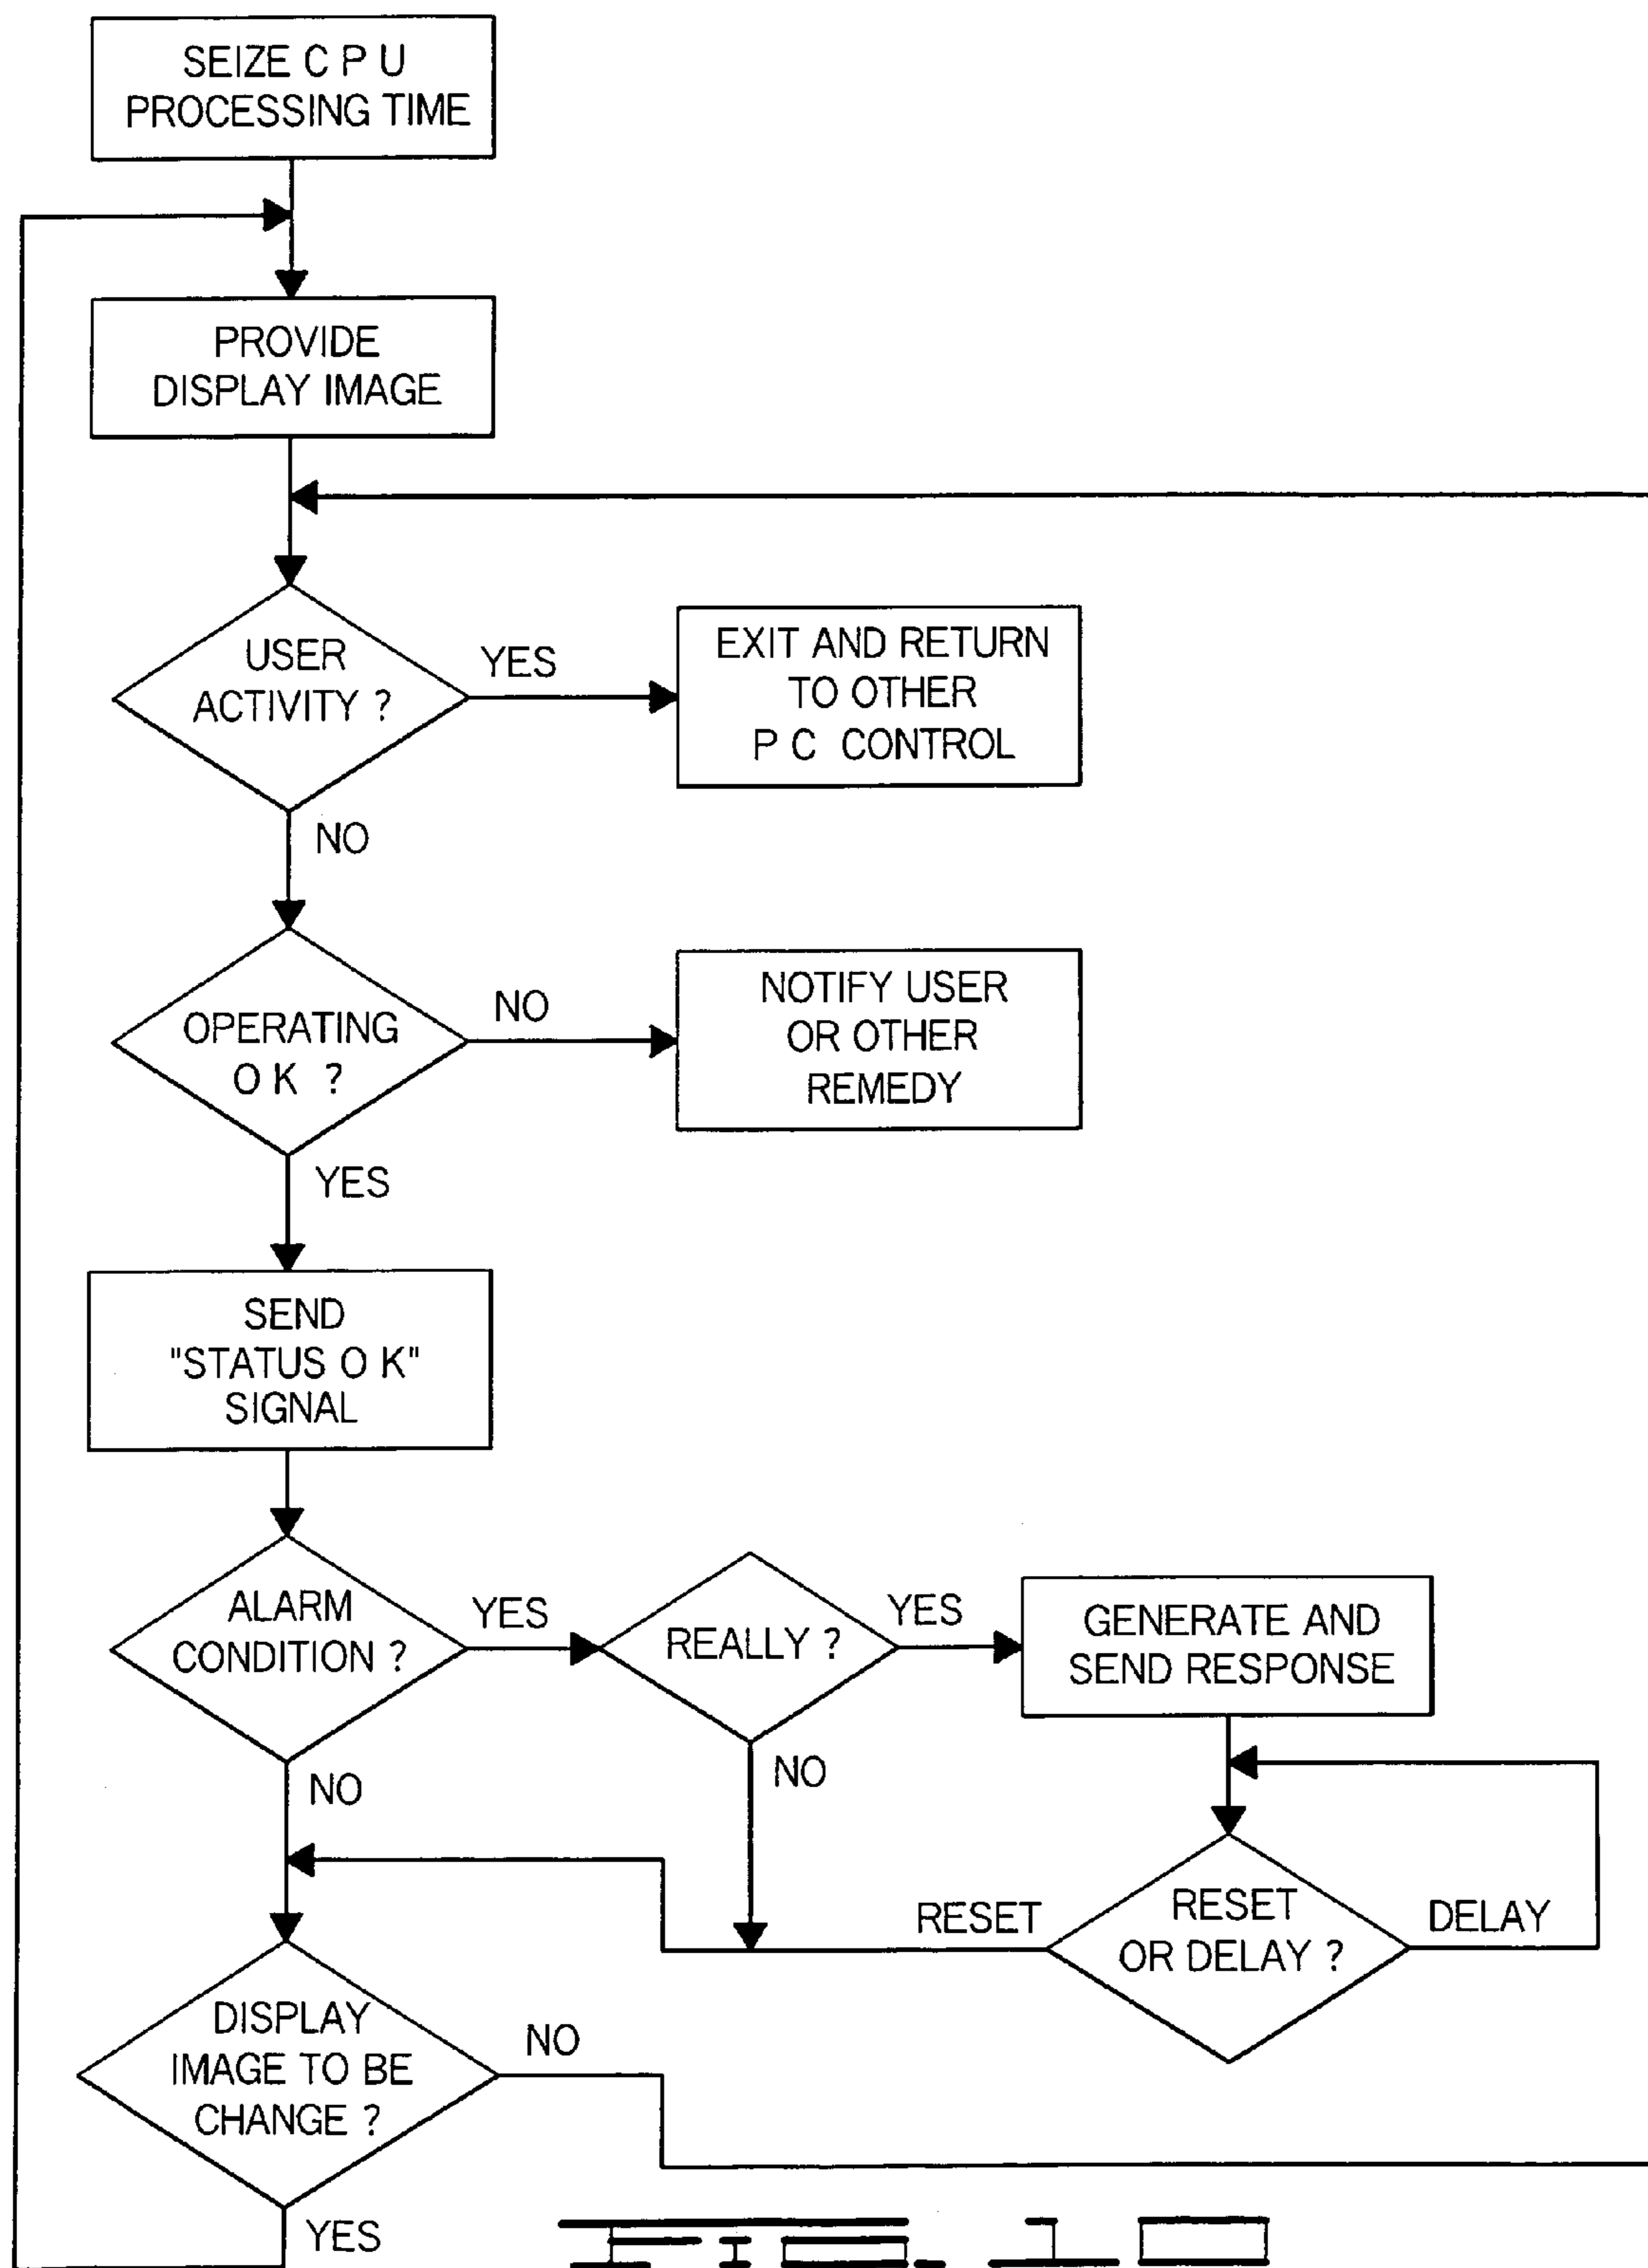 SEIZE C P U
PROCESSING TIME
PROVIDE
DISPLAY IMAGE
USER
ACTIVITY ?
YES
EXIT AND RETURN
TO OTHER
P C CONTROL
NO
OPERATING
O K ?
NO
NOTIFY USER
OR OTHER
REMEDY
YES
SEND
"STATUS O K"
SIGNAL
ALARM
CONDITION ?
YES
REALLY ?
YES
GENERATE AND
SEND RESPONSE
NO
NO
RESET
RESET
OR DELAY ?
DELAY
DISPLAY
IMAGE TO BE
CHANGE ?
NO
YES